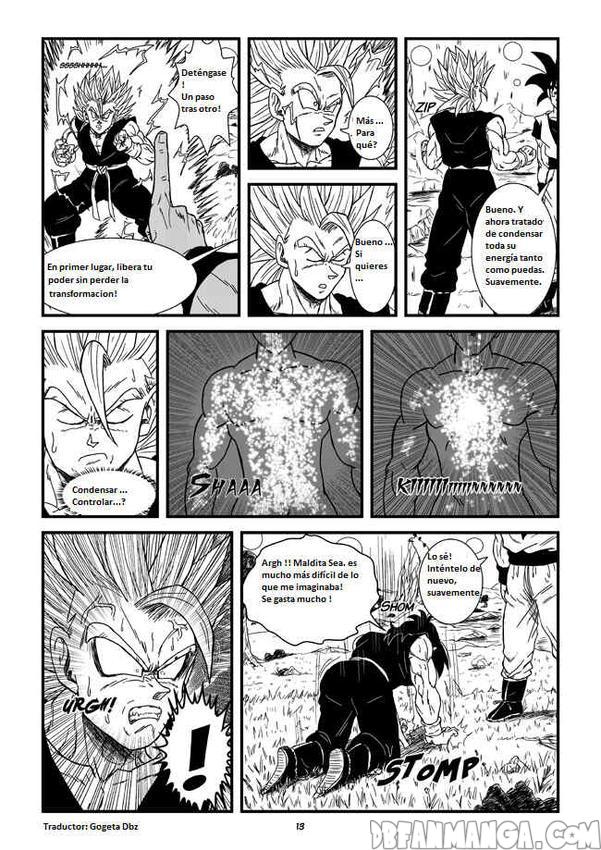 SSSSHHHHH...
Deténgase
!
Un paso
tras otro!
En primer lugar, libera tu
poder sin perder la
transformacion!
Más ...
Para
qué?
Bueno ...
Si
quieres
...
ZIP
Bueno. Y
ahora tratado
de condensar
toda su
energía tanto
como puedas.
Suavemente.
Condensar ...
Controlar...?
SHAAA
KIIIIIIIINNNNNNNN
URGH!
!
Argh !! Maldita Sea. es
mucho más difícil de lo
que me imaginaba!
Se gasta mucho !
Lo sé!
Inténtelo de
nuevo,
suavemente.
SHOM
STOMP
Traductor: Gogeta Dbz
13
DBFANMANGA.COM